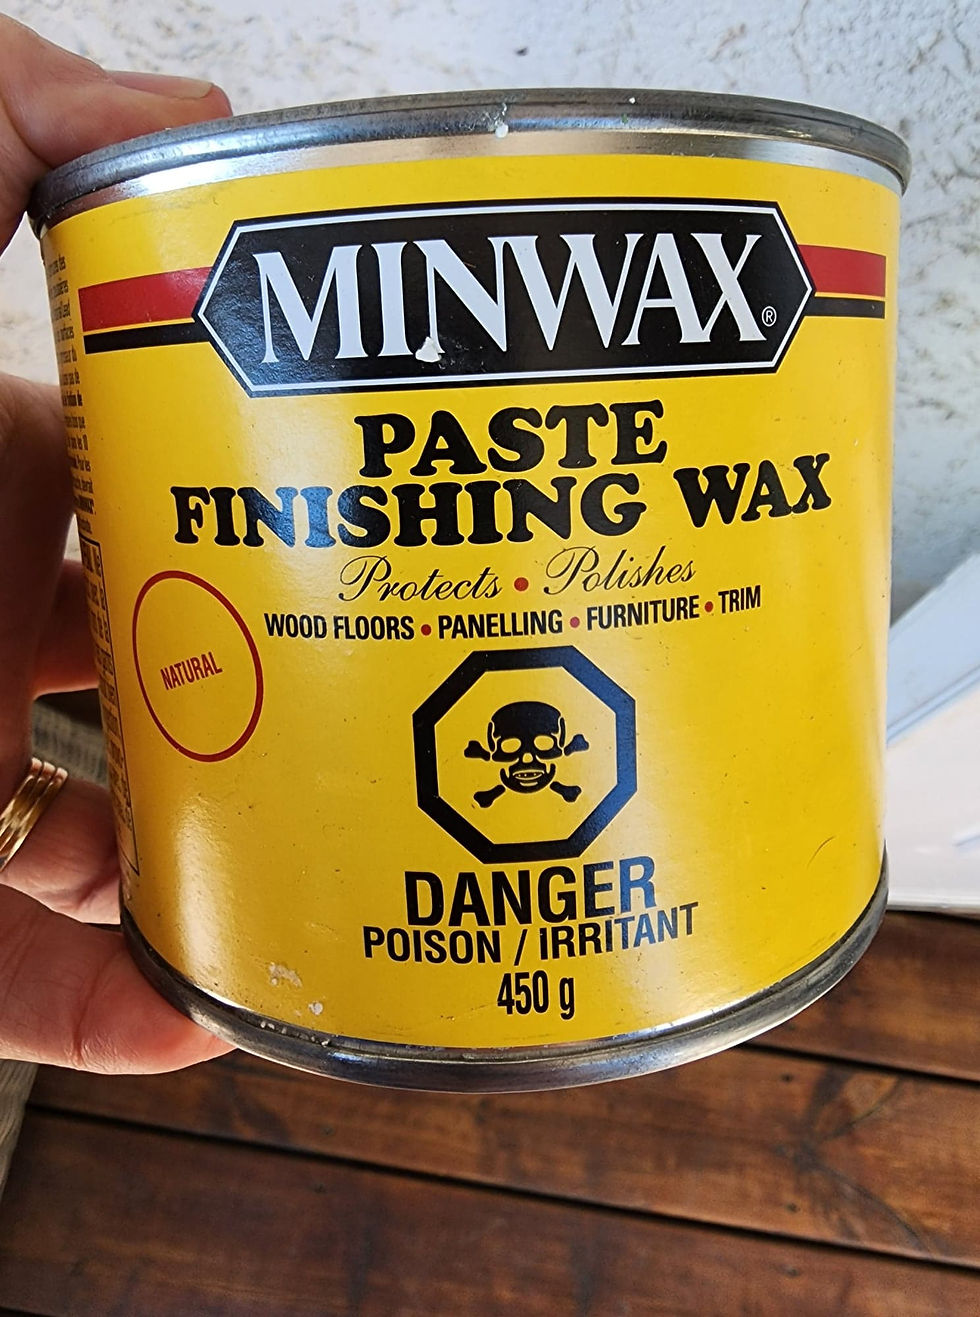 MINWAX®
PASTE
FINISHING WAX
Protects • Polishes
WOOD FLOORS • PANELLING • FURNITURE • TRIM
NATURAL
DANGER
POISON / IRRITANT
450 g